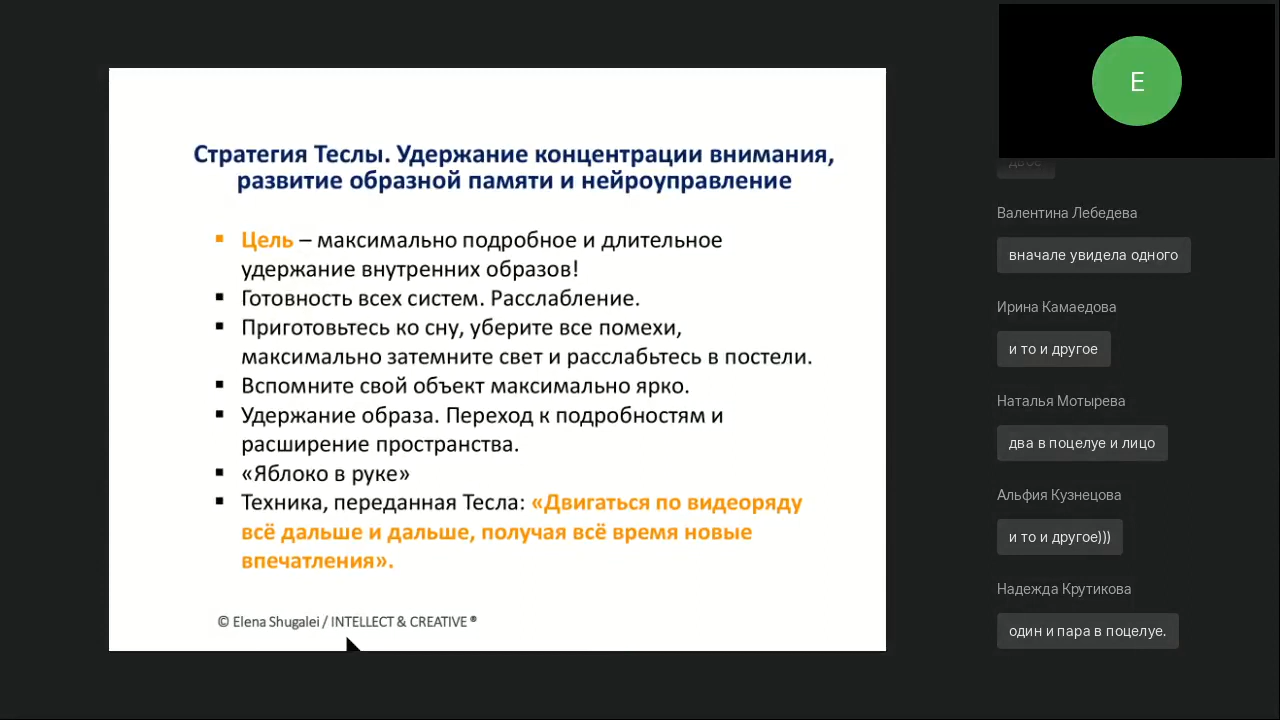 Стратегия Теслы. Удержание концентрации внимания,
развитие образной памяти и нейроуправление
▪ Цель – максимально подробное и длительное
удержание внутренних образов!
▪ Готовность всех систем. Расслабление.
▪ Приготовьтесь ко сну, уберите все помехи,
максимально затемните свет и расслабьтесь в постели.
▪ Вспомните свой объект максимально ярко.
▪ Удержание образа. Переход к подробностям и
расширение пространства.
▪ «Яблоко в руке»
▪ Техника, переданная Тесла: «Двигаться по видеоряду
всё дальше и дальше, получая всё время новые
впечатления».
© Elena Shugalei / INTELLECT & CREATIVE ®
E
Валентина Лебедева
вначале увидела одного
Ирина Камаедова
и то и другое
Наталья Мотырева
два в поцелуе и лицо
Альфия Кузнецова
и то и другое)))
Надежда Крутикова
один и пара в поцелуе.